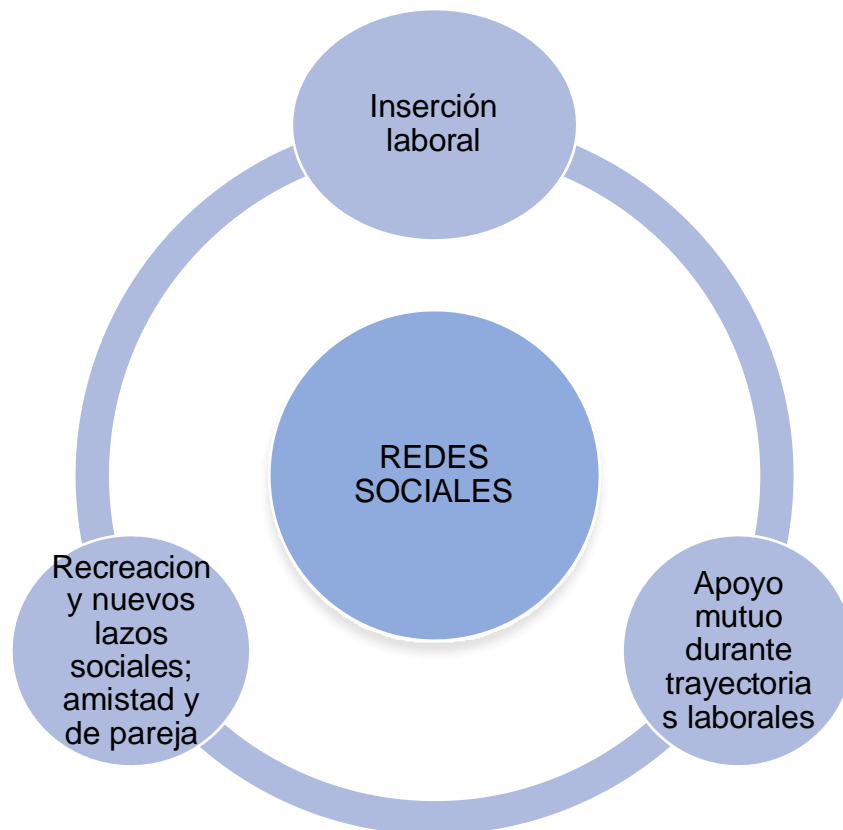 Inserción
laboral
REDES
SOCIALES
Recreacion
y nuevos
lazos
sociales;
amistad y
de pareja
Apoyo
mutuo
durante
trayectoria
s laborales